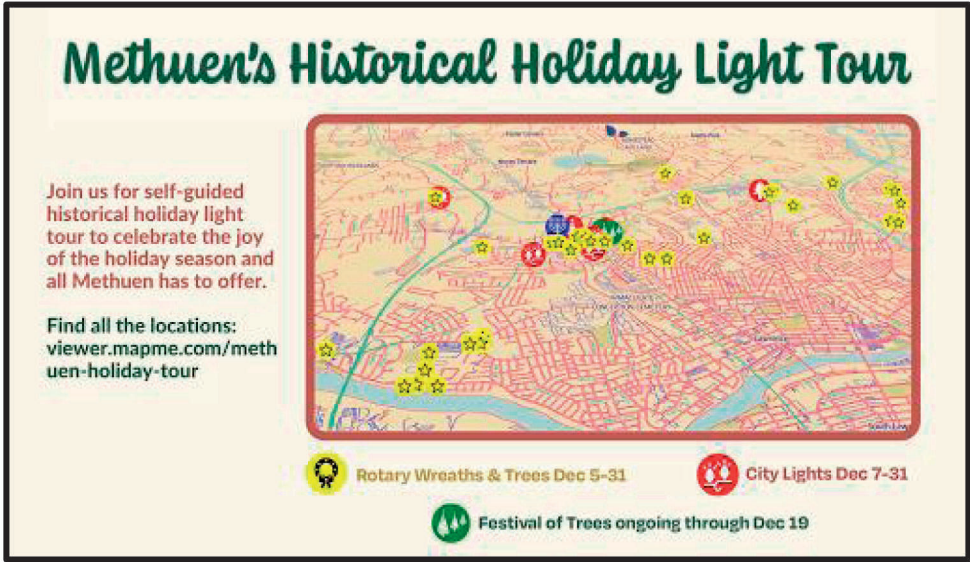 Methuen's Historical Holiday Light Tour
Join us for self-guided
historical holiday light
tour to celebrate the joy
of the holiday season and
all Methuen has to offer.
Find all the locations:
viewer.mapme.com/meth
uen-holiday-tour
Lawrence
Rotary Wreaths & Trees Dec 5-31
City Lights Dec 7-31
Festival of Trees ongoing through Dec 19